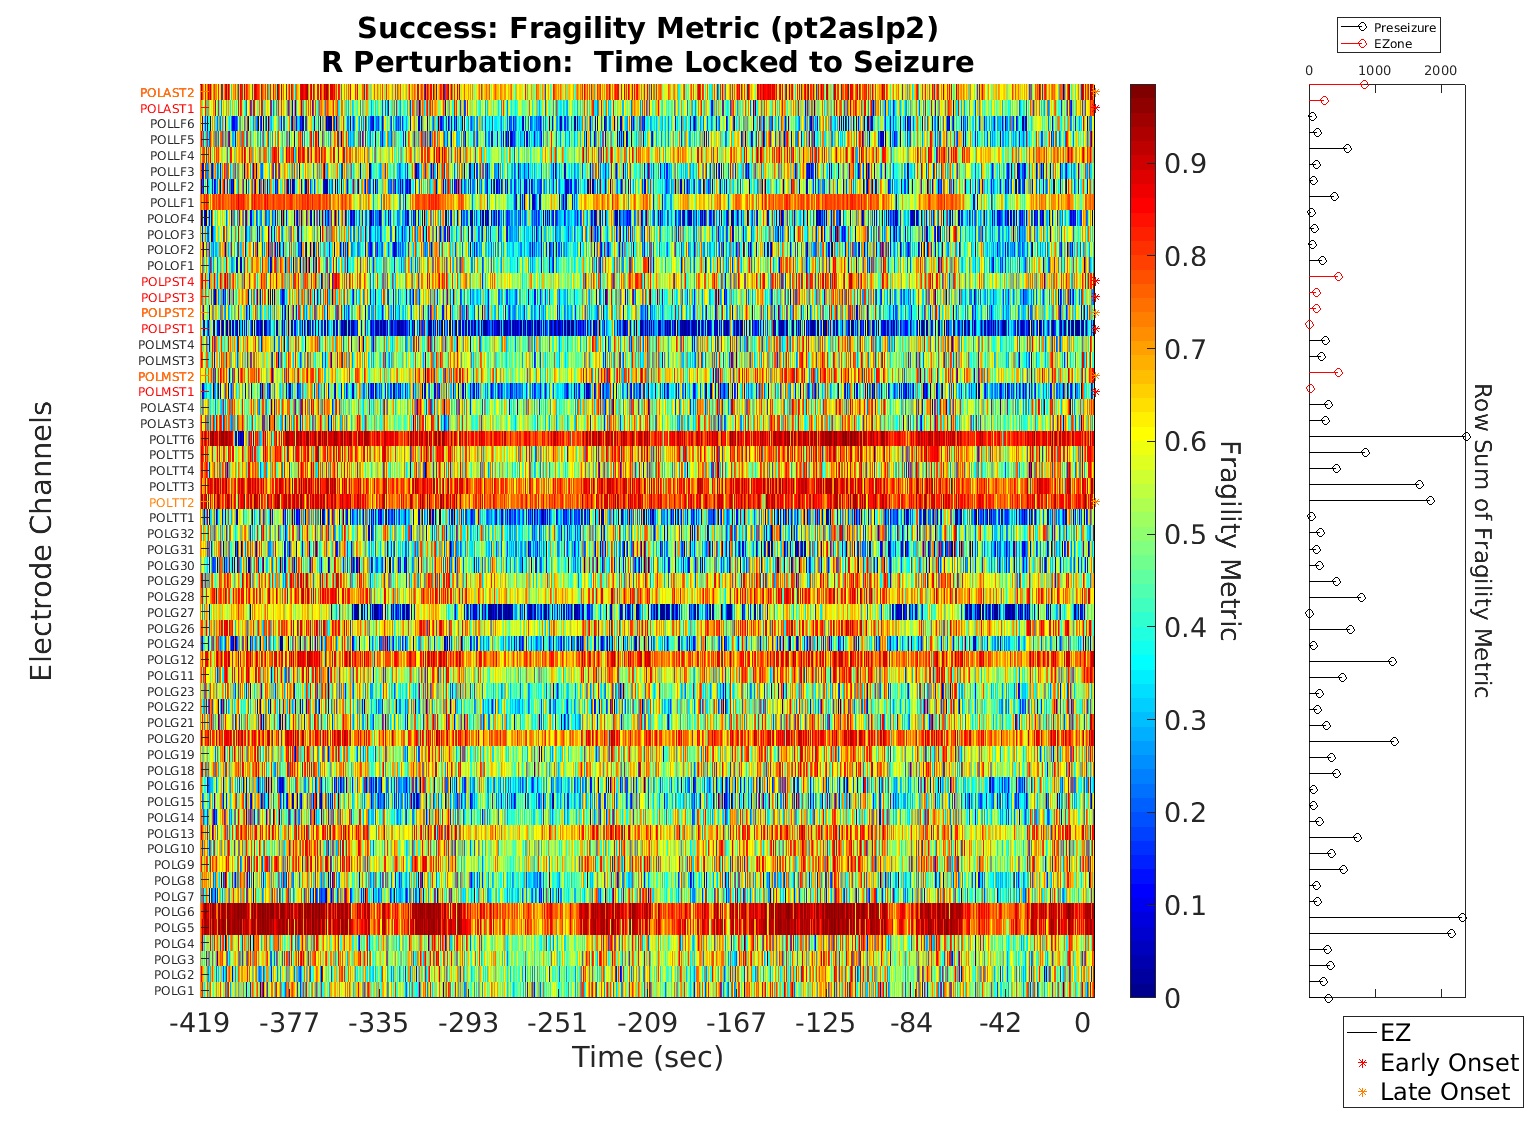 Success: Fragility Metric (pt2aslp2)
R Perturbation:  Time Locked to Seizure
Preseizure
EZone
0 1000 2000
Electrode Channels
POLAST2
POLAST1
POLLF6
POLLF5
POLLF4
POLLF3
POLLF2
POLLF1
POLOF4
POLOF3
POLOF2
POLOF1
POLPST4
POLPST3
POLPST2
POLPST1
POLMST4
POLMST3
POLMST2
POLMST1
POLAST4
POLAST3
POLTT6
POLTT5
POLTT4
POLTT3
POLTT2
POLTT1
POLG32
POLG31
POLG30
POLG29
POLG28
POLG27
POLG26
POLG24
POLG12
POLG11
POLG23
POLG22
POLG21
POLG20
POLG19
POLG18
POLG16
POLG15
POLG14
POLG13
POLG10
POLG9
POLG8
POLG7
POLG6
POLG5
POLG4
POLG3
POLG2
POLG1
-419 -377 -335 -293 -251 -209 -167 -125 -84 -42 0
Time (sec)
0.9
0.8
0.7
0.6
0.5
0.4
0.3
0.2
0.1
0
Fragility Metric
Row Sum of Fragility Metric
EZ
Early Onset
Late Onset